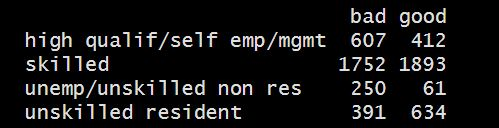 bad good
high qualif/self emp/mgmt 607 412
skilled 1752 1893
unemp/unskilled non res 250 61
unskilled resident 391 634